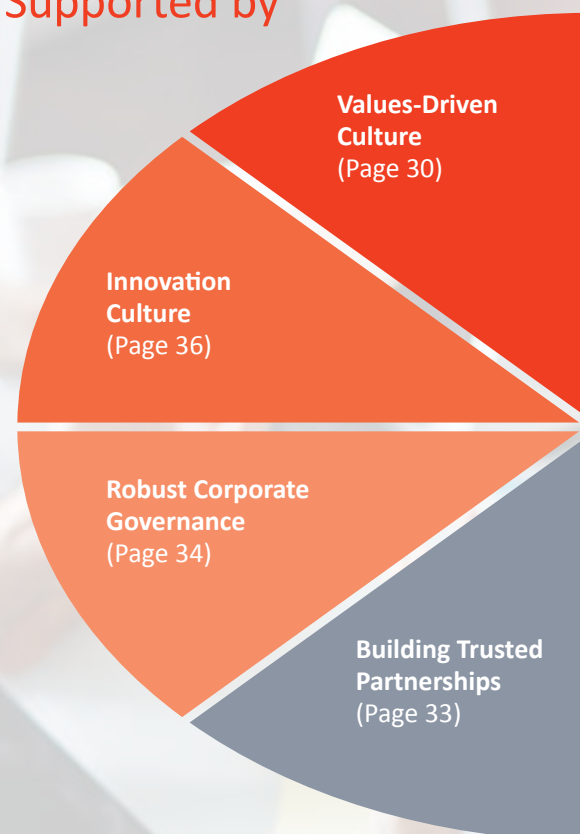 Supported by
Values-Driven
Culture
(Page 30)
Innovation
Culture
(Page 36)
Robust Corporate
Governance
(Page 34)
Building Trusted
Partnerships
(Page 33)